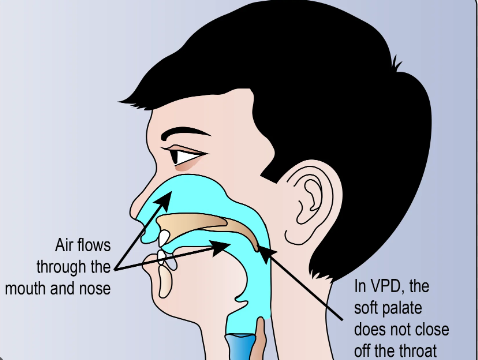 Air flows
through the
mouth and nose
In VPD, the
soft palate
does not close
off the throat